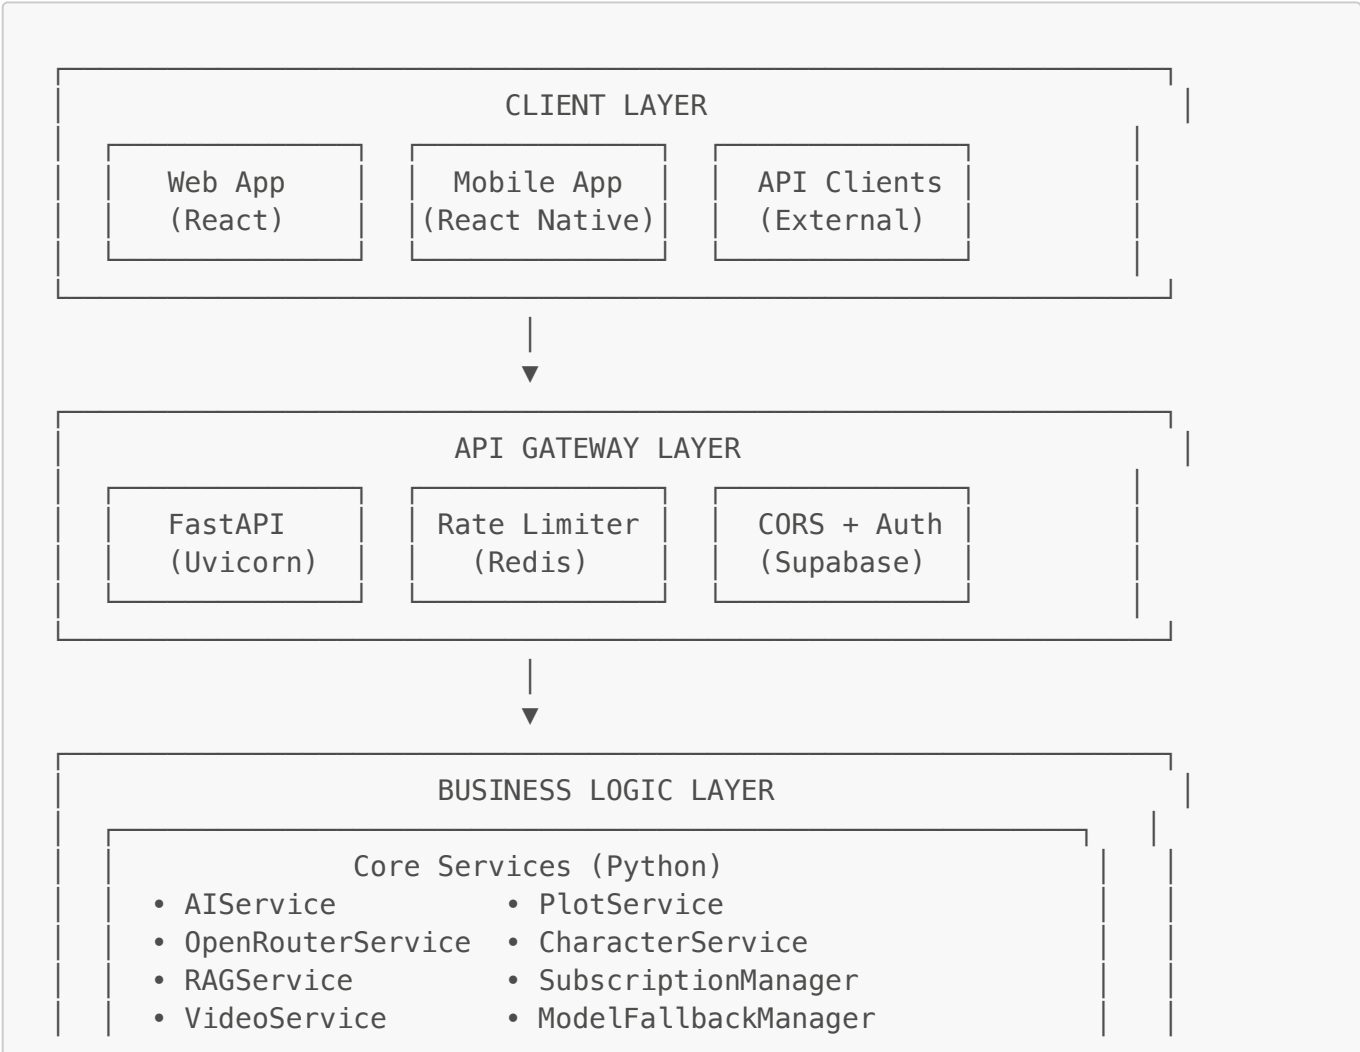 CLIENT LAYER
Web App Mobile App API Clients
(React) (React Native) (External)
▼
API GATEWAY LAYER
FastAPI Rate Limiter CORS + Auth
(Uvicorn) (Redis) (Supabase)
▼
BUSINESS LOGIC LAYER
Core Services (Python)
• AIService • PlotService
• OpenRouterService • CharacterService
• RAGService • SubscriptionManager
• VideoService • ModelFallbackManager